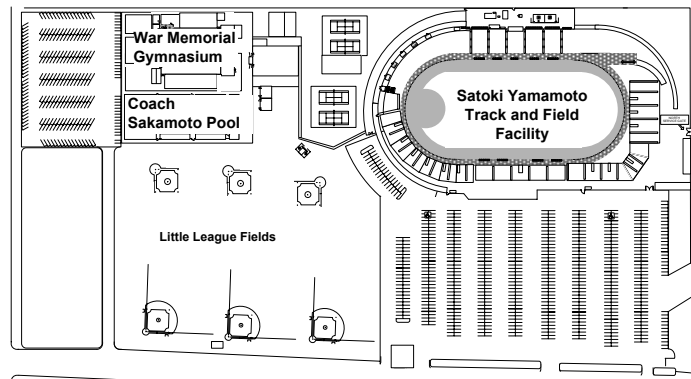 War Memorial
Gymnasium
Coach
Sakamoto Pool
Satoki Yamamoto
Track and Field
Facility
Little League Fields